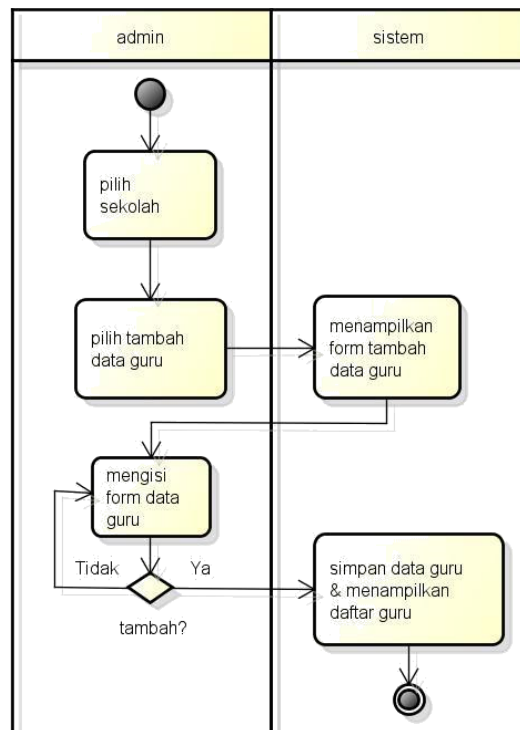 admin
sistem
pilih
sekolah
pilih tambah
data guru
menampilkan
form tambah
data guru
mengisi
form data
guru
Tidak
Ya
tambah?
simpan data guru
& menampilkan
daftar guru